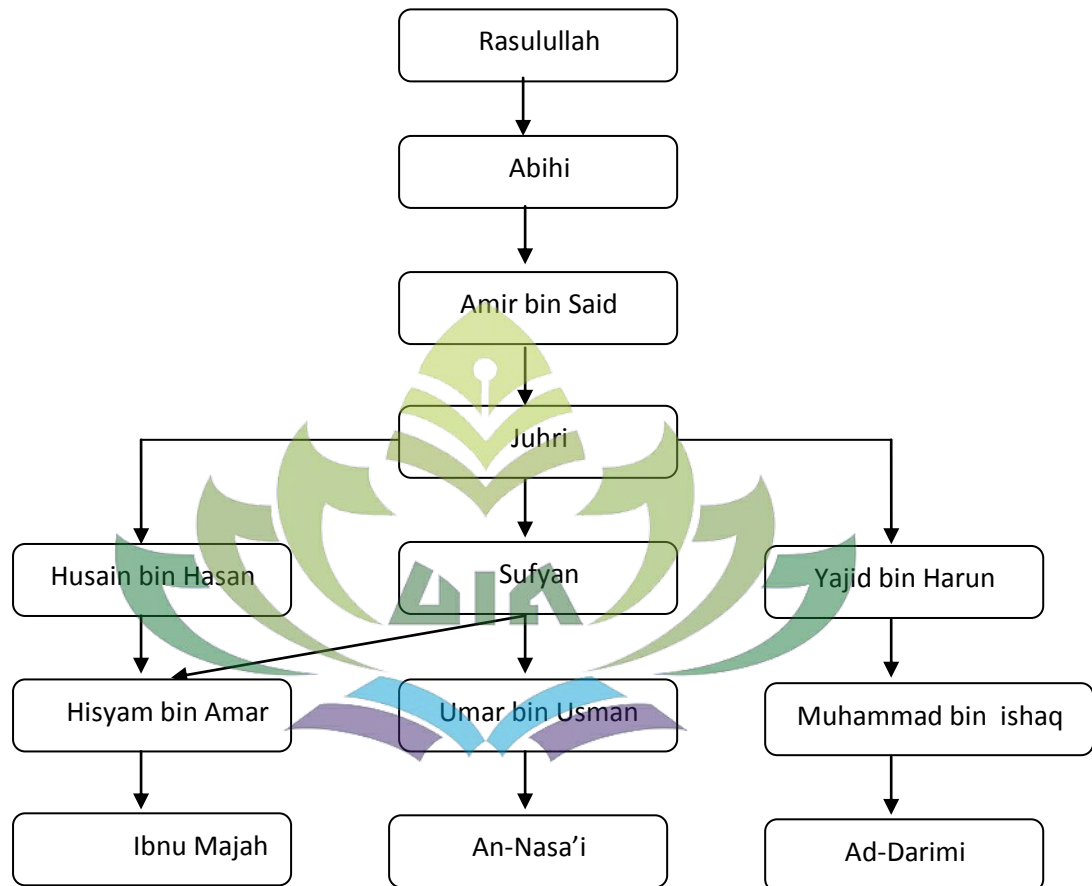 Rasulullah
Abihi
Amir bin Said
Juhri
Husain bin Hasan
Sufyan
Yajid bin Harun
Hisyam bin Amar
Umar bin Usman
Muhammad bin ishaq
Ibnu Majah
An-Nasa’i
Ad-Darimi